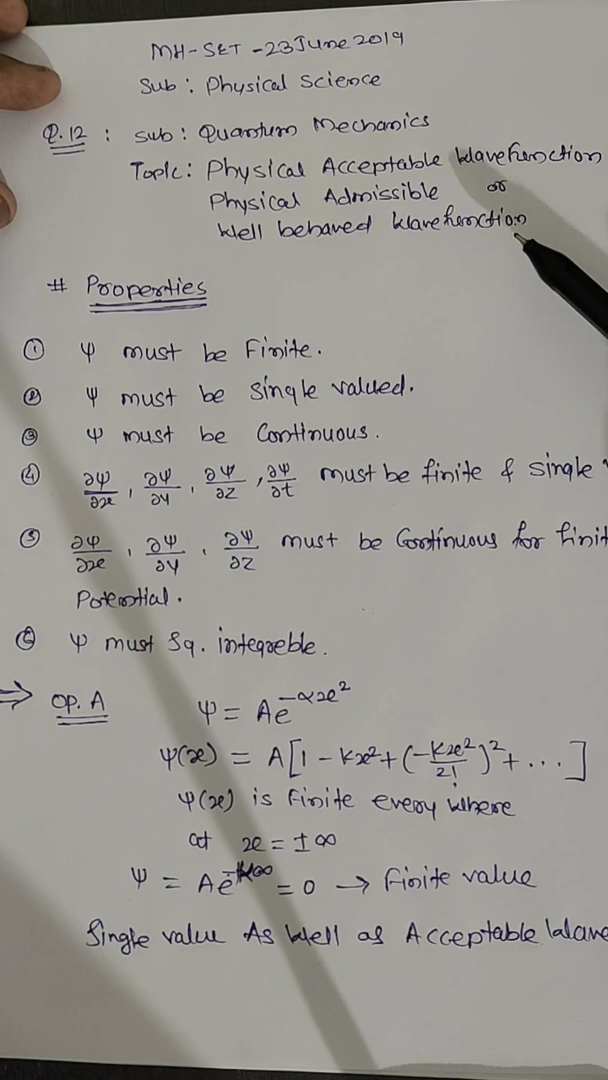 MH-SET - 23 June 2019
Sub : Physical Science
Q.12 : Sub : Quantum Mechanics
Topic: Physical Acceptable Wavefunction
or
Physical Admissible
Well behaved Wavefunction
# Properties
① ψ must be Finite.
② ψ must be single valued.
③ ψ must be Continuous.
④ ∂ψ/∂x, ∂ψ/∂y, ∂ψ/∂z, ∂ψ/∂t must be finite & single
⑤ ∂ψ/∂x, ∂ψ/∂y, ∂ψ/∂z must be Continuous for finit
Potential.
⑥ ψ must Sq. integreble.
⇒ OP. A ψ = Ae^{-αx²}
ψ(x) = A[1 - Kx² + (-Kx²/2!)² + ...]
ψ(x) is Finite every where
at x = ±∞
ψ = Ae^{-∞} = 0 → Finite value
Single value As Well as Acceptable Wave